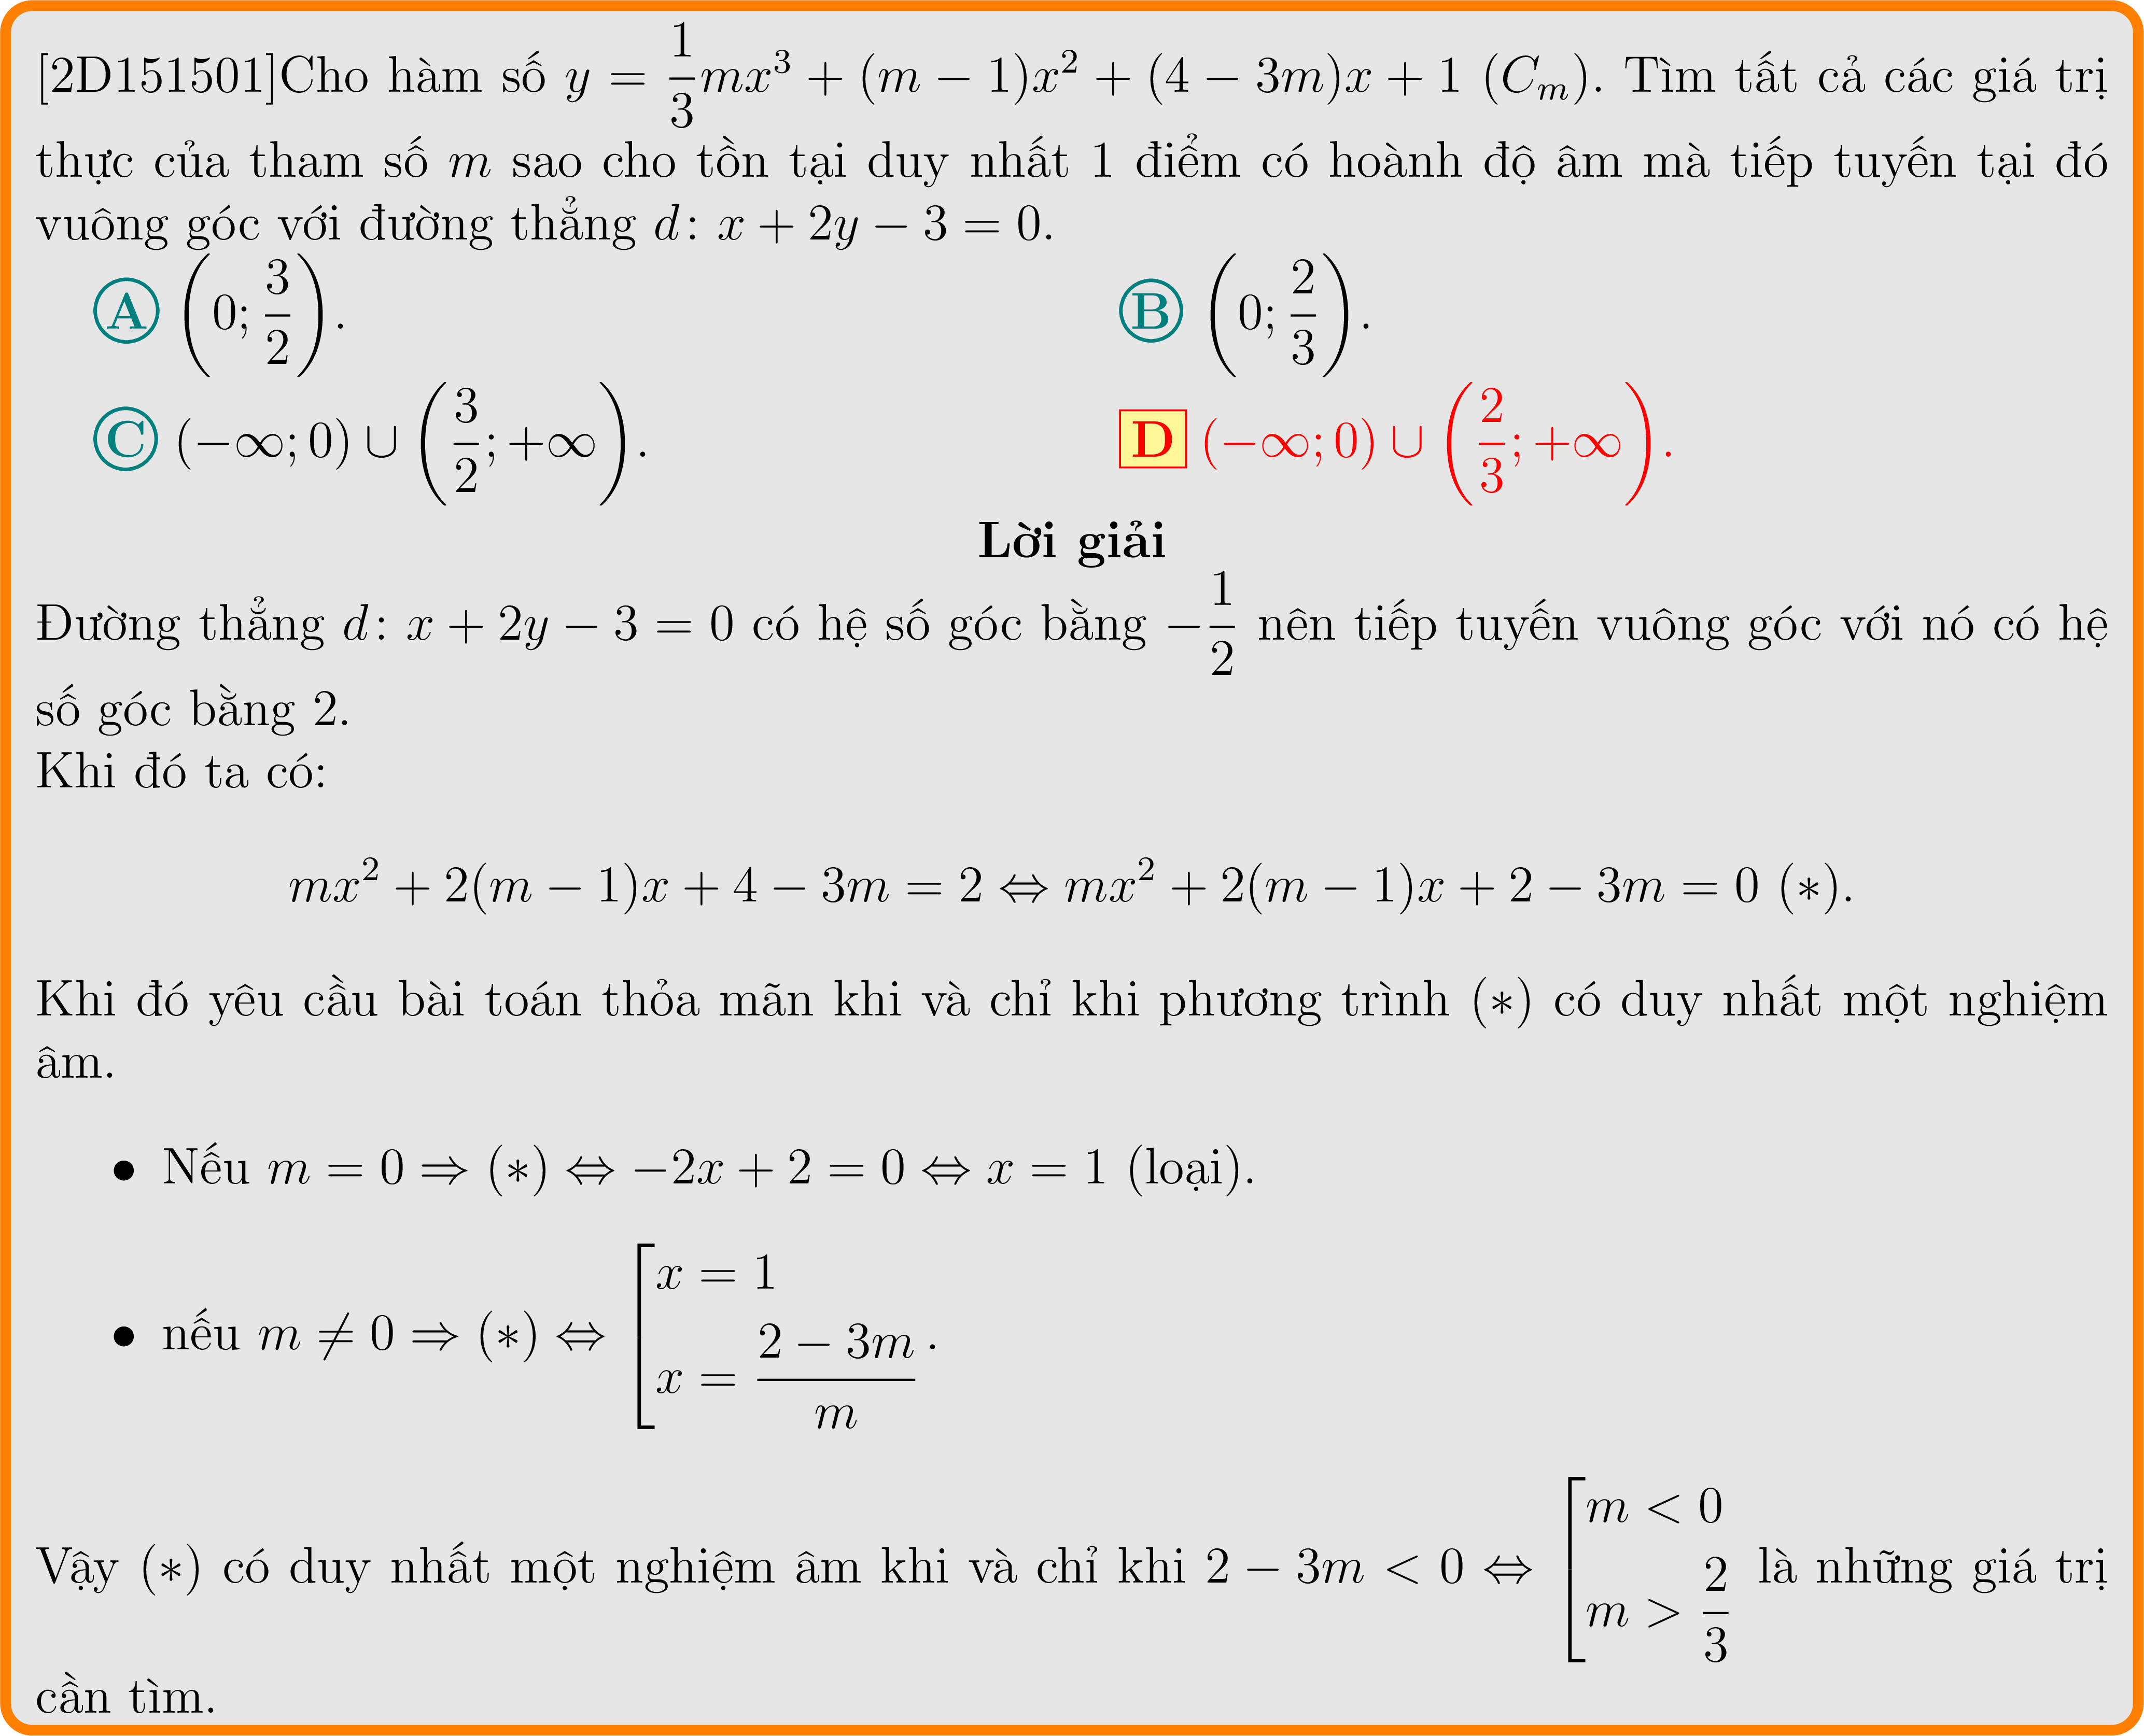 [2D151501]Cho hàm số $y = \dfrac{1}{3}mx^3 + (m-1)x^2 + (4-3m)x + 1$ $(C_m)$. Tìm tất cả các giá trị
thực của tham số $m$ sao cho tồn tại duy nhất 1 điểm có hoành độ âm mà tiếp tuyến tại đó
vuông góc với đường thẳng $d\colon x + 2y - 3 = 0$.
Ⓐ $\left(0; \dfrac{3}{2}\right)$. Ⓑ $\left(0; \dfrac{2}{3}\right)$.
Ⓒ $(-\infty; 0) \cup \left(\dfrac{3}{2}; +\infty\right)$. D $(-\infty; 0) \cup \left(\dfrac{2}{3}; +\infty\right)$.
Lời giải
Đường thẳng $d\colon x + 2y - 3 = 0$ có hệ số góc bằng $-\dfrac{1}{2}$ nên tiếp tuyến vuông góc với nó có hệ
số góc bằng 2.
Khi đó ta có:
$mx^2 + 2(m-1)x + 4 - 3m = 2 \Leftrightarrow mx^2 + 2(m-1)x + 2 - 3m = 0$ $(*)$.
Khi đó yêu cầu bài toán thỏa mãn khi và chỉ khi phương trình $(*)$ có duy nhất một nghiệm
âm.
• Nếu $m = 0 \Rightarrow (*) \Leftrightarrow -2x + 2 = 0 \Leftrightarrow x = 1$ (loại).
• nếu $m \neq 0 \Rightarrow (*) \Leftrightarrow \left[\begin{array}{l} x = 1 \\ x = \dfrac{2-3m}{m} \end{array}\right.$.
Vậy $(*)$ có duy nhất một nghiệm âm khi và chỉ khi $2 - 3m < 0 \Leftrightarrow \left[\begin{array}{l} m < 0 \\ m > \dfrac{2}{3} \end{array}\right.$ là những giá trị
cần tìm.